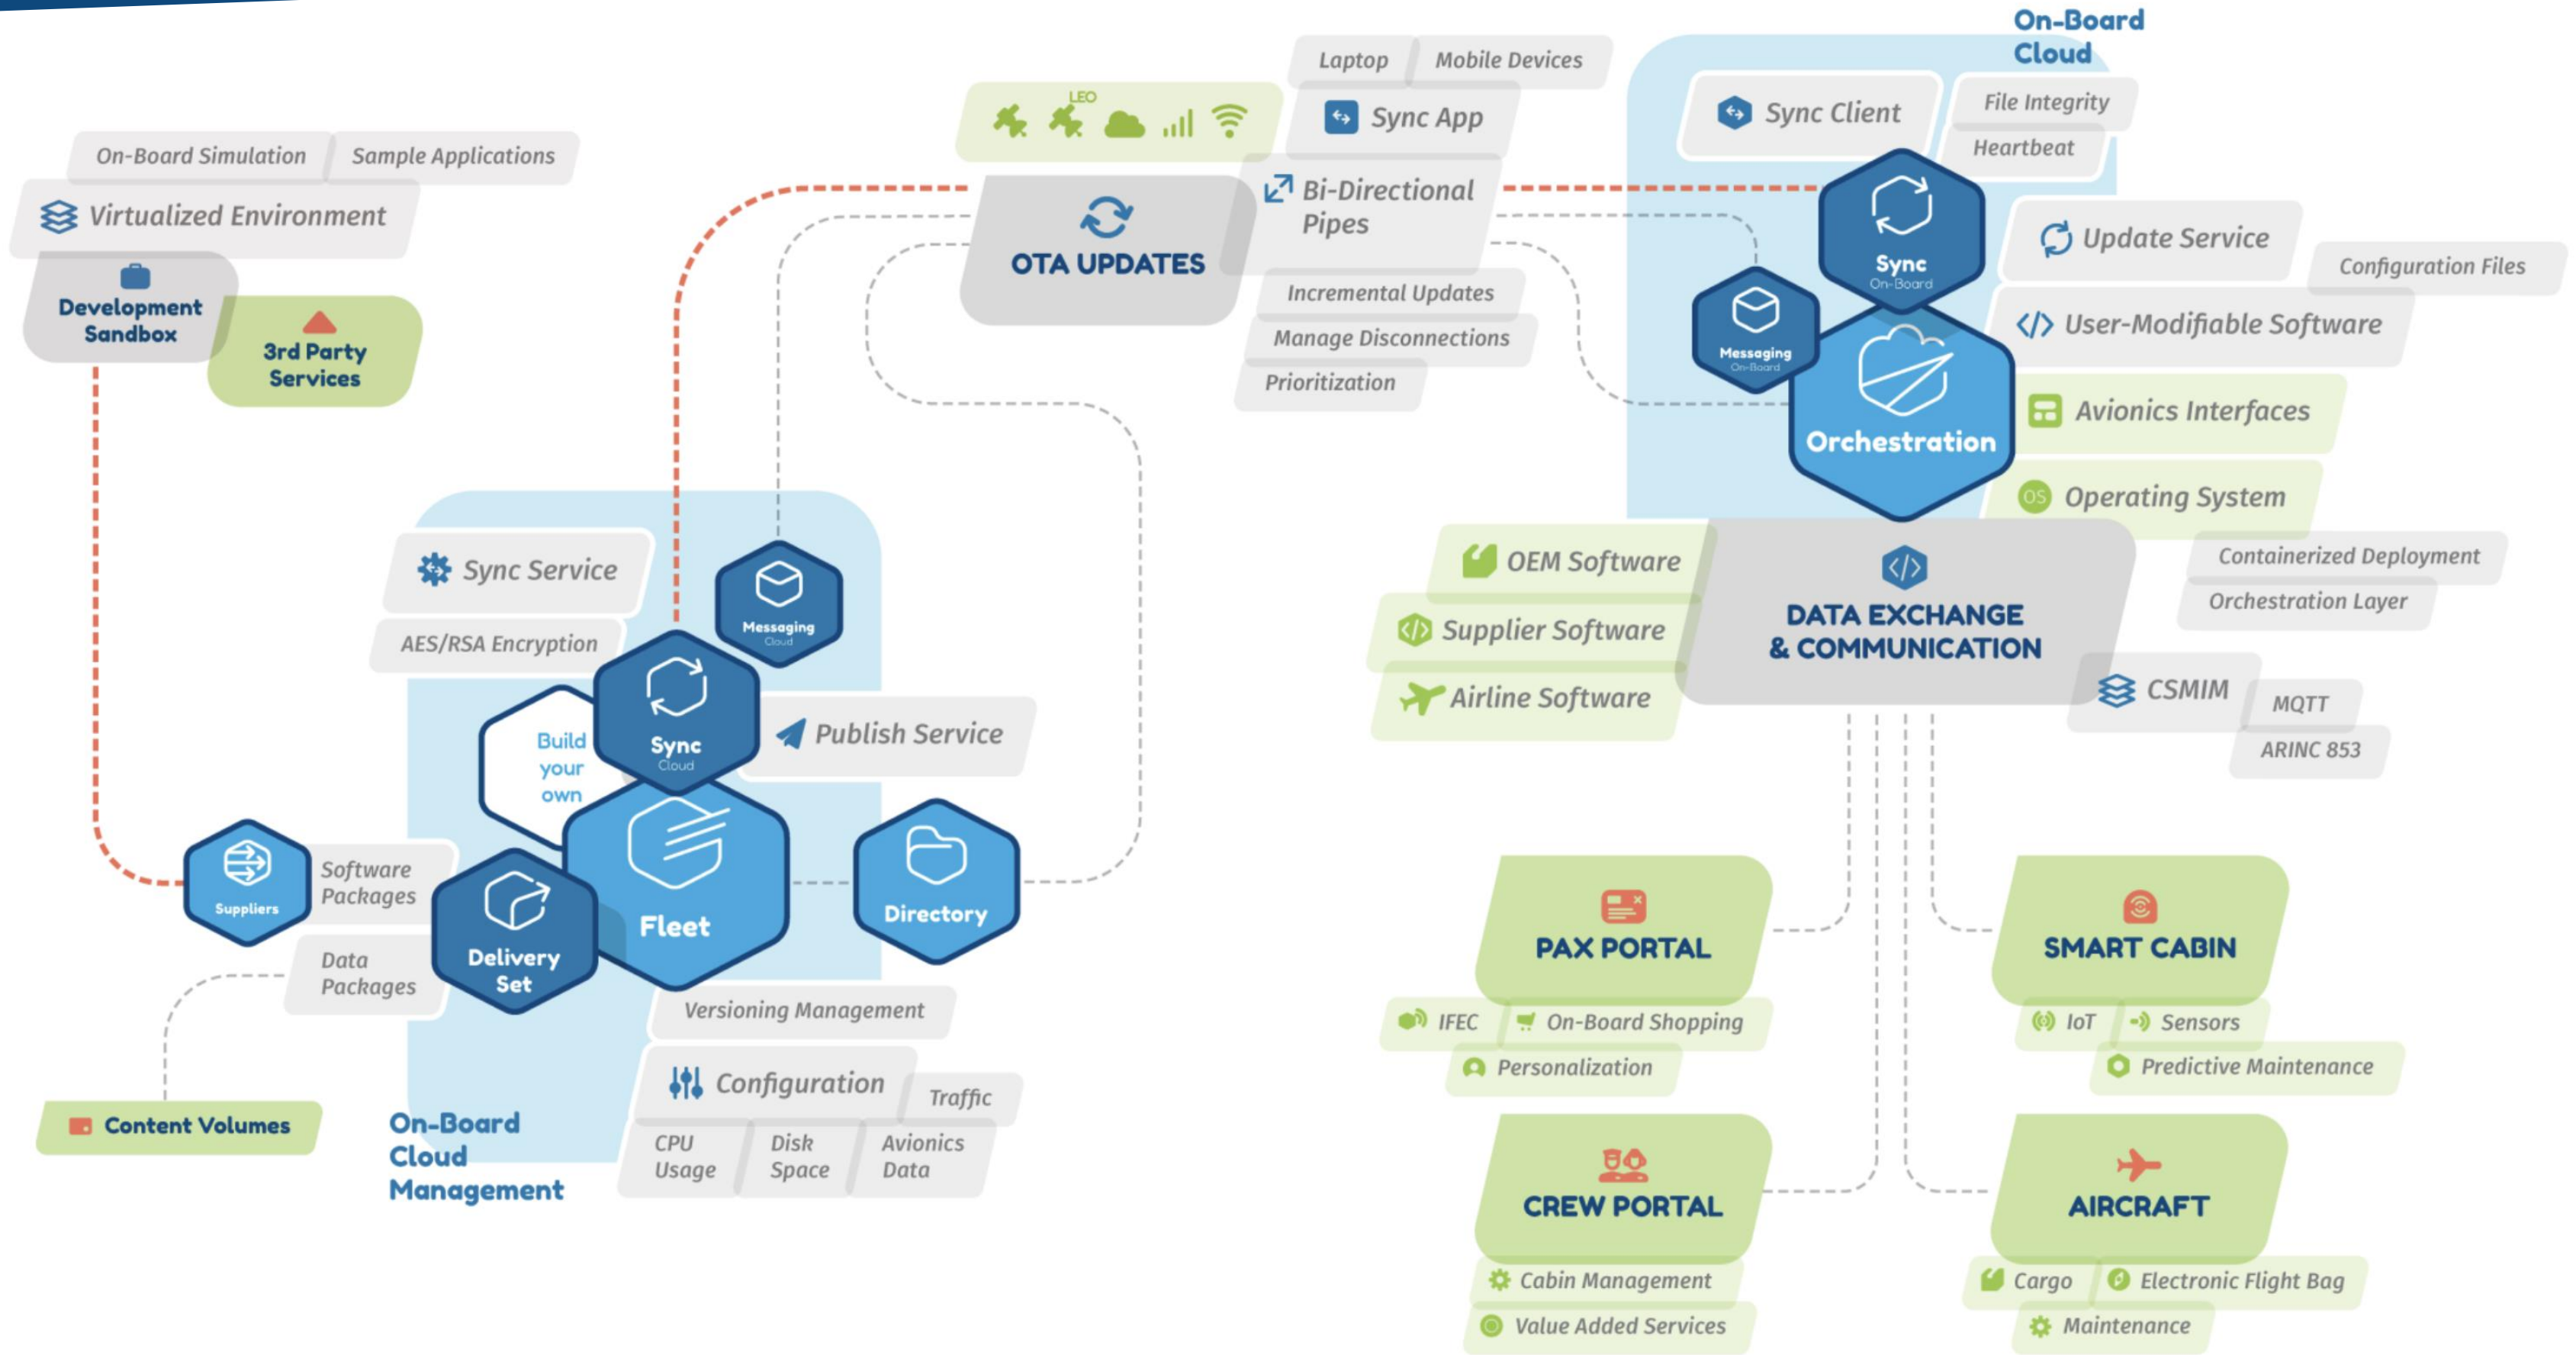 On-Board Simulation
Sample Applications
Virtualized Environment
Development
Sandbox
3rd Party
Services
LEO
OTA UPDATES
Laptop
Mobile Devices
Sync App
Bi-Directional
Pipes
Incremental Updates
Manage Disconnections
Prioritization
On-Board
Cloud
Sync Client
File Integrity
Heartbeat
Sync
On-Board
Messaging
On-Board
Orchestration
Update Service
Configuration Files
User-Modifiable Software
Avionics Interfaces
OS
Operating System
OEM Software
Supplier Software
Airline Software
DATA EXCHANGE
& COMMUNICATION
Containerized Deployment
Orchestration Layer
CSMIM
MQTT
ARINC 853
Sync Service
AES/RSA Encryption
Messaging
Cloud
Sync
Cloud
Publish Service
Build
your
own
Fleet
Directory
Suppliers
Software
Packages
Data
Packages
Delivery
Set
Content Volumes
On-Board
Cloud
Management
Versioning Management
Configuration
Traffic
CPU
Usage
Disk
Space
Avionics
Data
PAX PORTAL
IFEC
On-Board Shopping
Personalization
SMART CABIN
IoT
Sensors
Predictive Maintenance
CREW PORTAL
Cabin Management
Value Added Services
AIRCRAFT
Cargo
Electronic Flight Bag
Maintenance